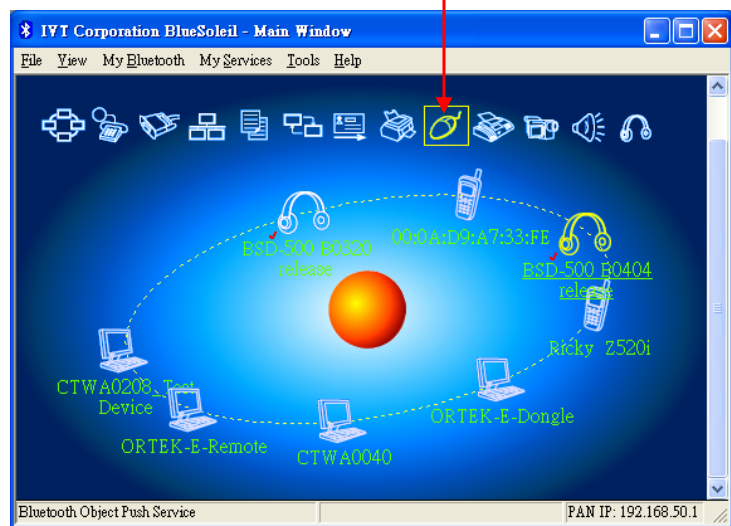 IVT Corporation BlueSoleil - Main Window
File View My Bluetooth My Services Tools Help
BSD-500 B0320
release
00:0A:D9:A7:33:FE
BSD-500 B0404
release
Ricky Z520i
CTWA0208_Test
Device
ORTEK-E-Remote
CTWA0040
ORTEK-E-Dongle
Bluetooth Object Push Service
PAN IP: 192.168.50.1